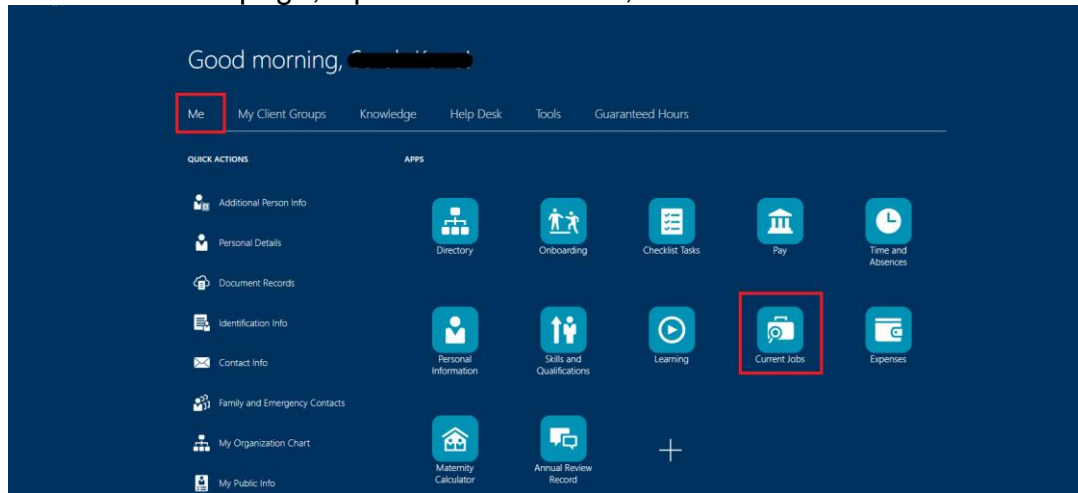 Good morning,
Me My Client Groups Knowledge Help Desk Tools Guaranteed Hours
QUICK ACTIONS
Additional Person Info
Personal Details
Document Records
Identification Info
Contact Info
Family and Emergency Contacts
My Organization Chart
My Public Info
APPS
Directory
Onboarding
Checklist Tasks
Pay
Time and
Absences
Personal
Information
Skills and
Qualifications
Learning
Current Jobs
Expenses
Maternity
Calculator
Annual Review
Record